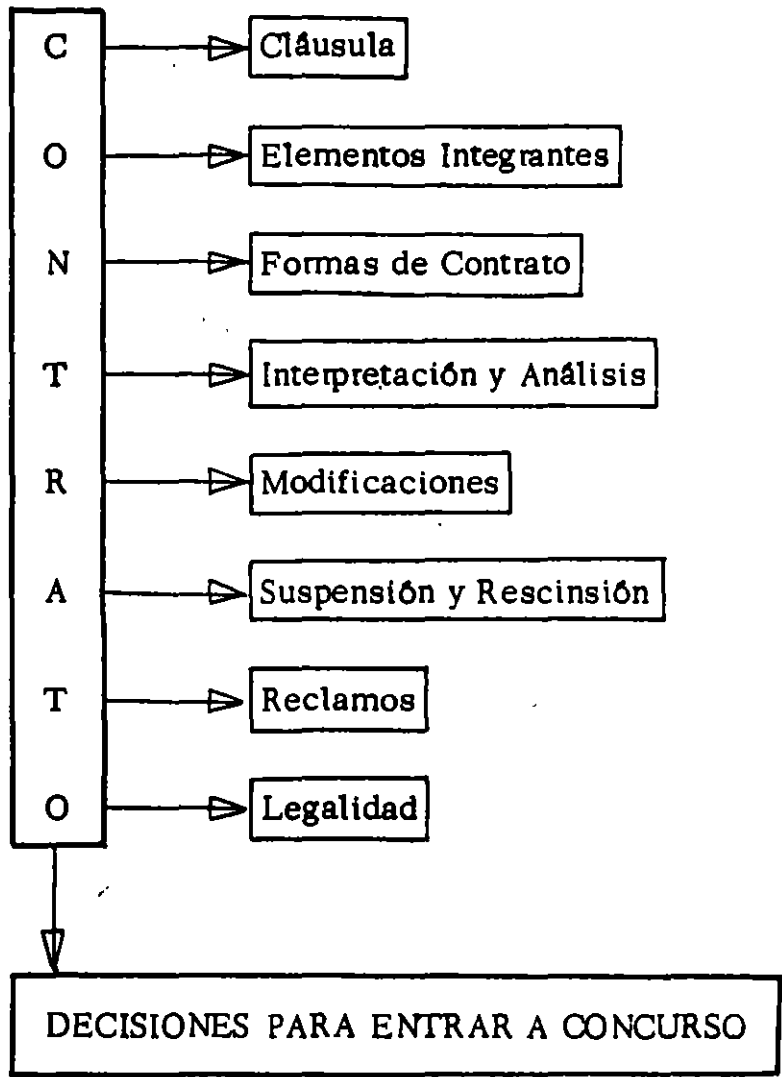 C Cláusula
O Elementos Integrantes
N Formas de Contrato
T Interpretación y Análisis
R Modificaciones
A Suspensión y Rescinsión
T Reclamos
O Legalidad
DECISIONES PARA ENTRAR A CONCURSO